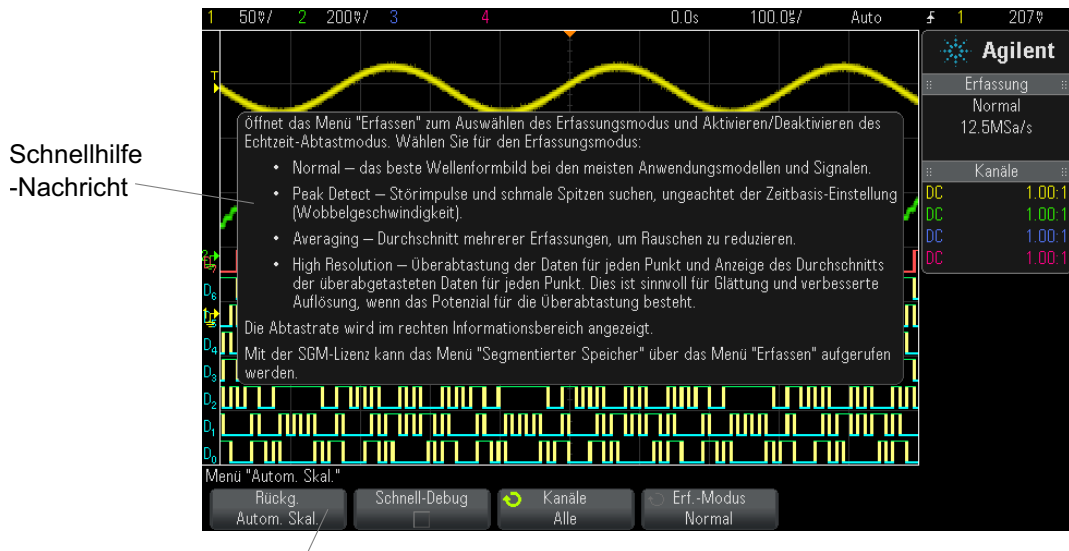 1 50V/ 2 200V/ 3 4 0.0s 100.0s/ Auto 1 207V
Agilent
Erfassung
Normal
12.5MSa/s
Kanäle
DC 1.00:1
DC 1.00:1
DC 1.00:1
DC 1.00:1
Schnellhilfe
-Nachricht
T
Öffnet das Menü "Erfassen" zum Auswählen des Erfassungsmodus und Aktivieren/Deaktivieren des
Echtzeit-Abtastmodus. Wählen Sie für den Erfassungsmodus:
• Normal – das beste Wellenformbild bei den meisten Anwendungsmodellen und Signalen.
• Peak Detect – Störimpulse und schmale Spitzen suchen, ungeachtet der Zeitbasis-Einstellung
(Wobbelgeschwindigkeit).
• Averaging – Durchschnitt mehrerer Erfassungen, um Rauschen zu reduzieren.
• High Resolution – Überabtastung der Daten für jeden Punkt und Anzeige des Durchschnitts
der überabgetasteten Daten für jeden Punkt. Dies ist sinnvoll für Glättung und verbesserte
Auflösung, wenn das Potenzial für die Überabtastung besteht.
Die Abtastrate wird im rechten Informationsbereich angezeigt.
Mit der SGM-Lizenz kann das Menü "Segmentierter Speicher" über das Menü "Erfassen" aufgerufen
werden.
D6
D4
D3
D2
D1
D0
Menü "Autom. Skal."
Rückg.
Autom. Skal.
Schnell-Debug
Kanäle
Alle
Erf.-Modus
Normal